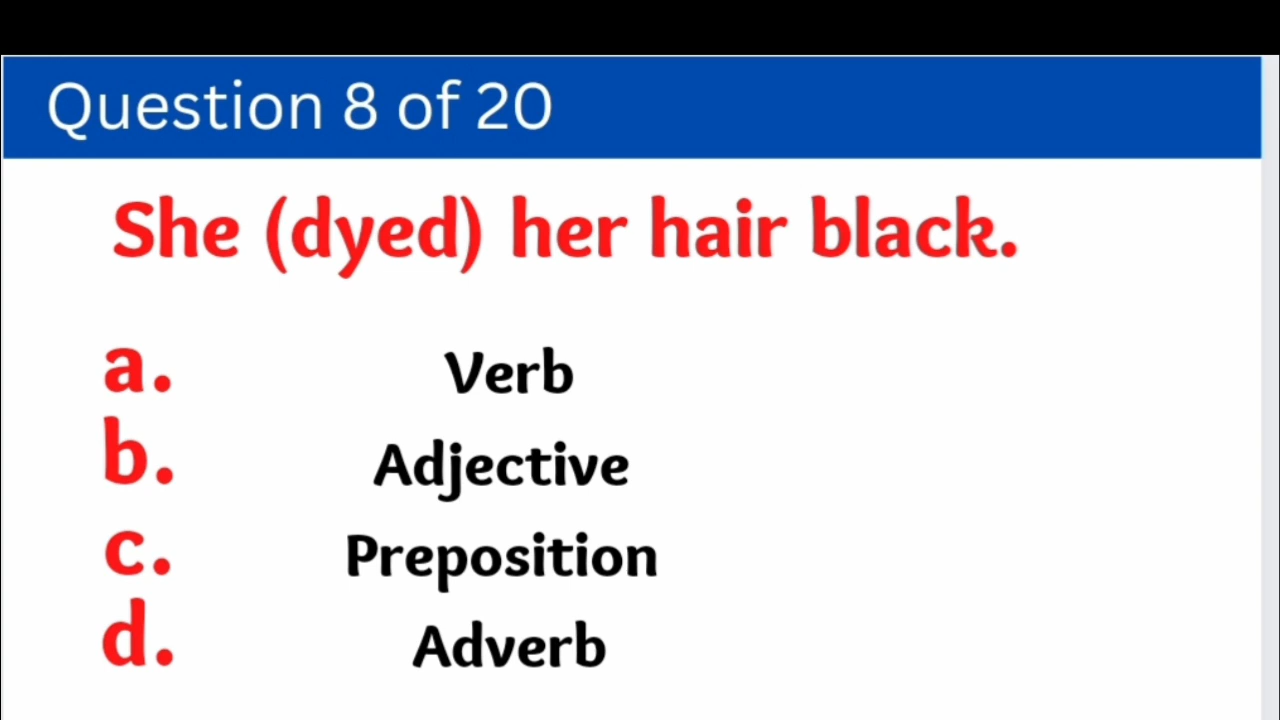 Question 8 of 20
She (dyed) her hair black.
a. Verb
b. Adjective
c. Preposition
d. Adverb